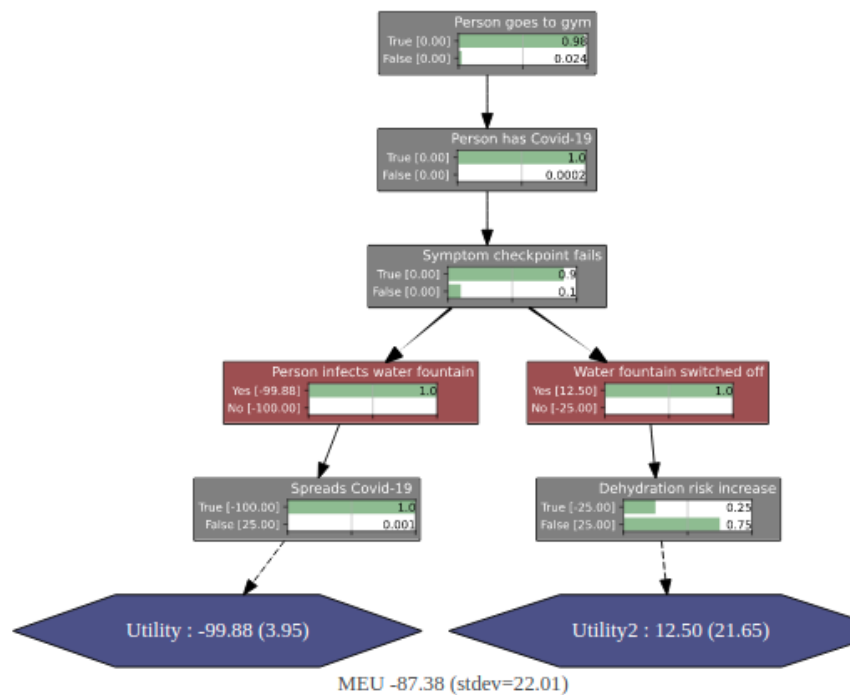 Person goes to gym
True [0.00] 0.98
False [0.00] 0.024
Person has Covid-19
True [0.00] 1.0
False [0.00] 0.0002
Symptom checkpoint fails
True [0.00] 0.9
False [0.00] 0.1
Person infects water fountain
Yes [-99.88] 1.0
No [-100.00]
Water fountain switched off
Yes [12.50] 1.0
No [-25.00]
Spreads Covid-19
True [-100.00] 1.0
False [25.00] 0.001
Dehydration risk increase
True [-25.00] 0.25
False [25.00] 0.75
Utility : -99.88 (3.95)
Utility2 : 12.50 (21.65)
MEU -87.38 (stdev=22.01)